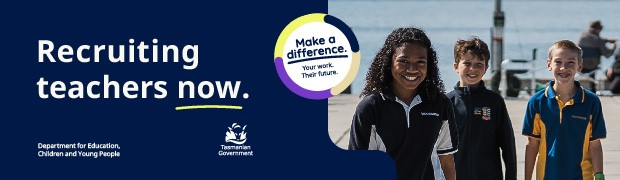 Recruiting
teachers now.
Make a
difference.
Your work.
Their future.
Department for Education,
Children and Young People
Tasmanian
Government